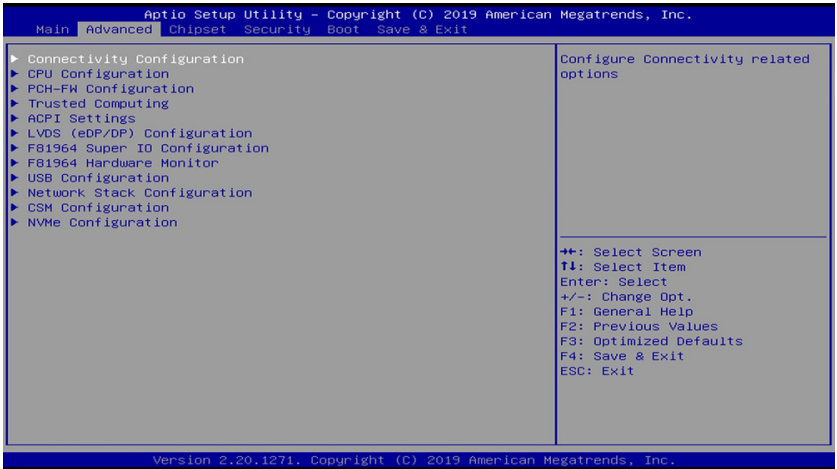 Aptio Setup Utility – Copyright (C) 2019 American Megatrends, Inc.
Main Advanced Chipset Security Boot Save & Exit
▶ Connectivity Configuration
▶ CPU Configuration
▶ PCH-FW Configuration
▶ Trusted Computing
▶ ACPI Settings
▶ LVDS (eDP/DP) Configuration
▶ F81964 Super IO Configuration
▶ F81964 Hardware Monitor
▶ USB Configuration
▶ Network Stack Configuration
▶ CSM Configuration
▶ NVMe Configuration
Configure Connectivity related
options
→←: Select Screen
↑↓: Select Item
Enter: Select
+/-: Change Opt.
F1: General Help
F2: Previous Values
F3: Optimized Defaults
F4: Save & Exit
ESC: Exit
Version 2.20.1271. Copyright (C) 2019 American Megatrends, Inc.